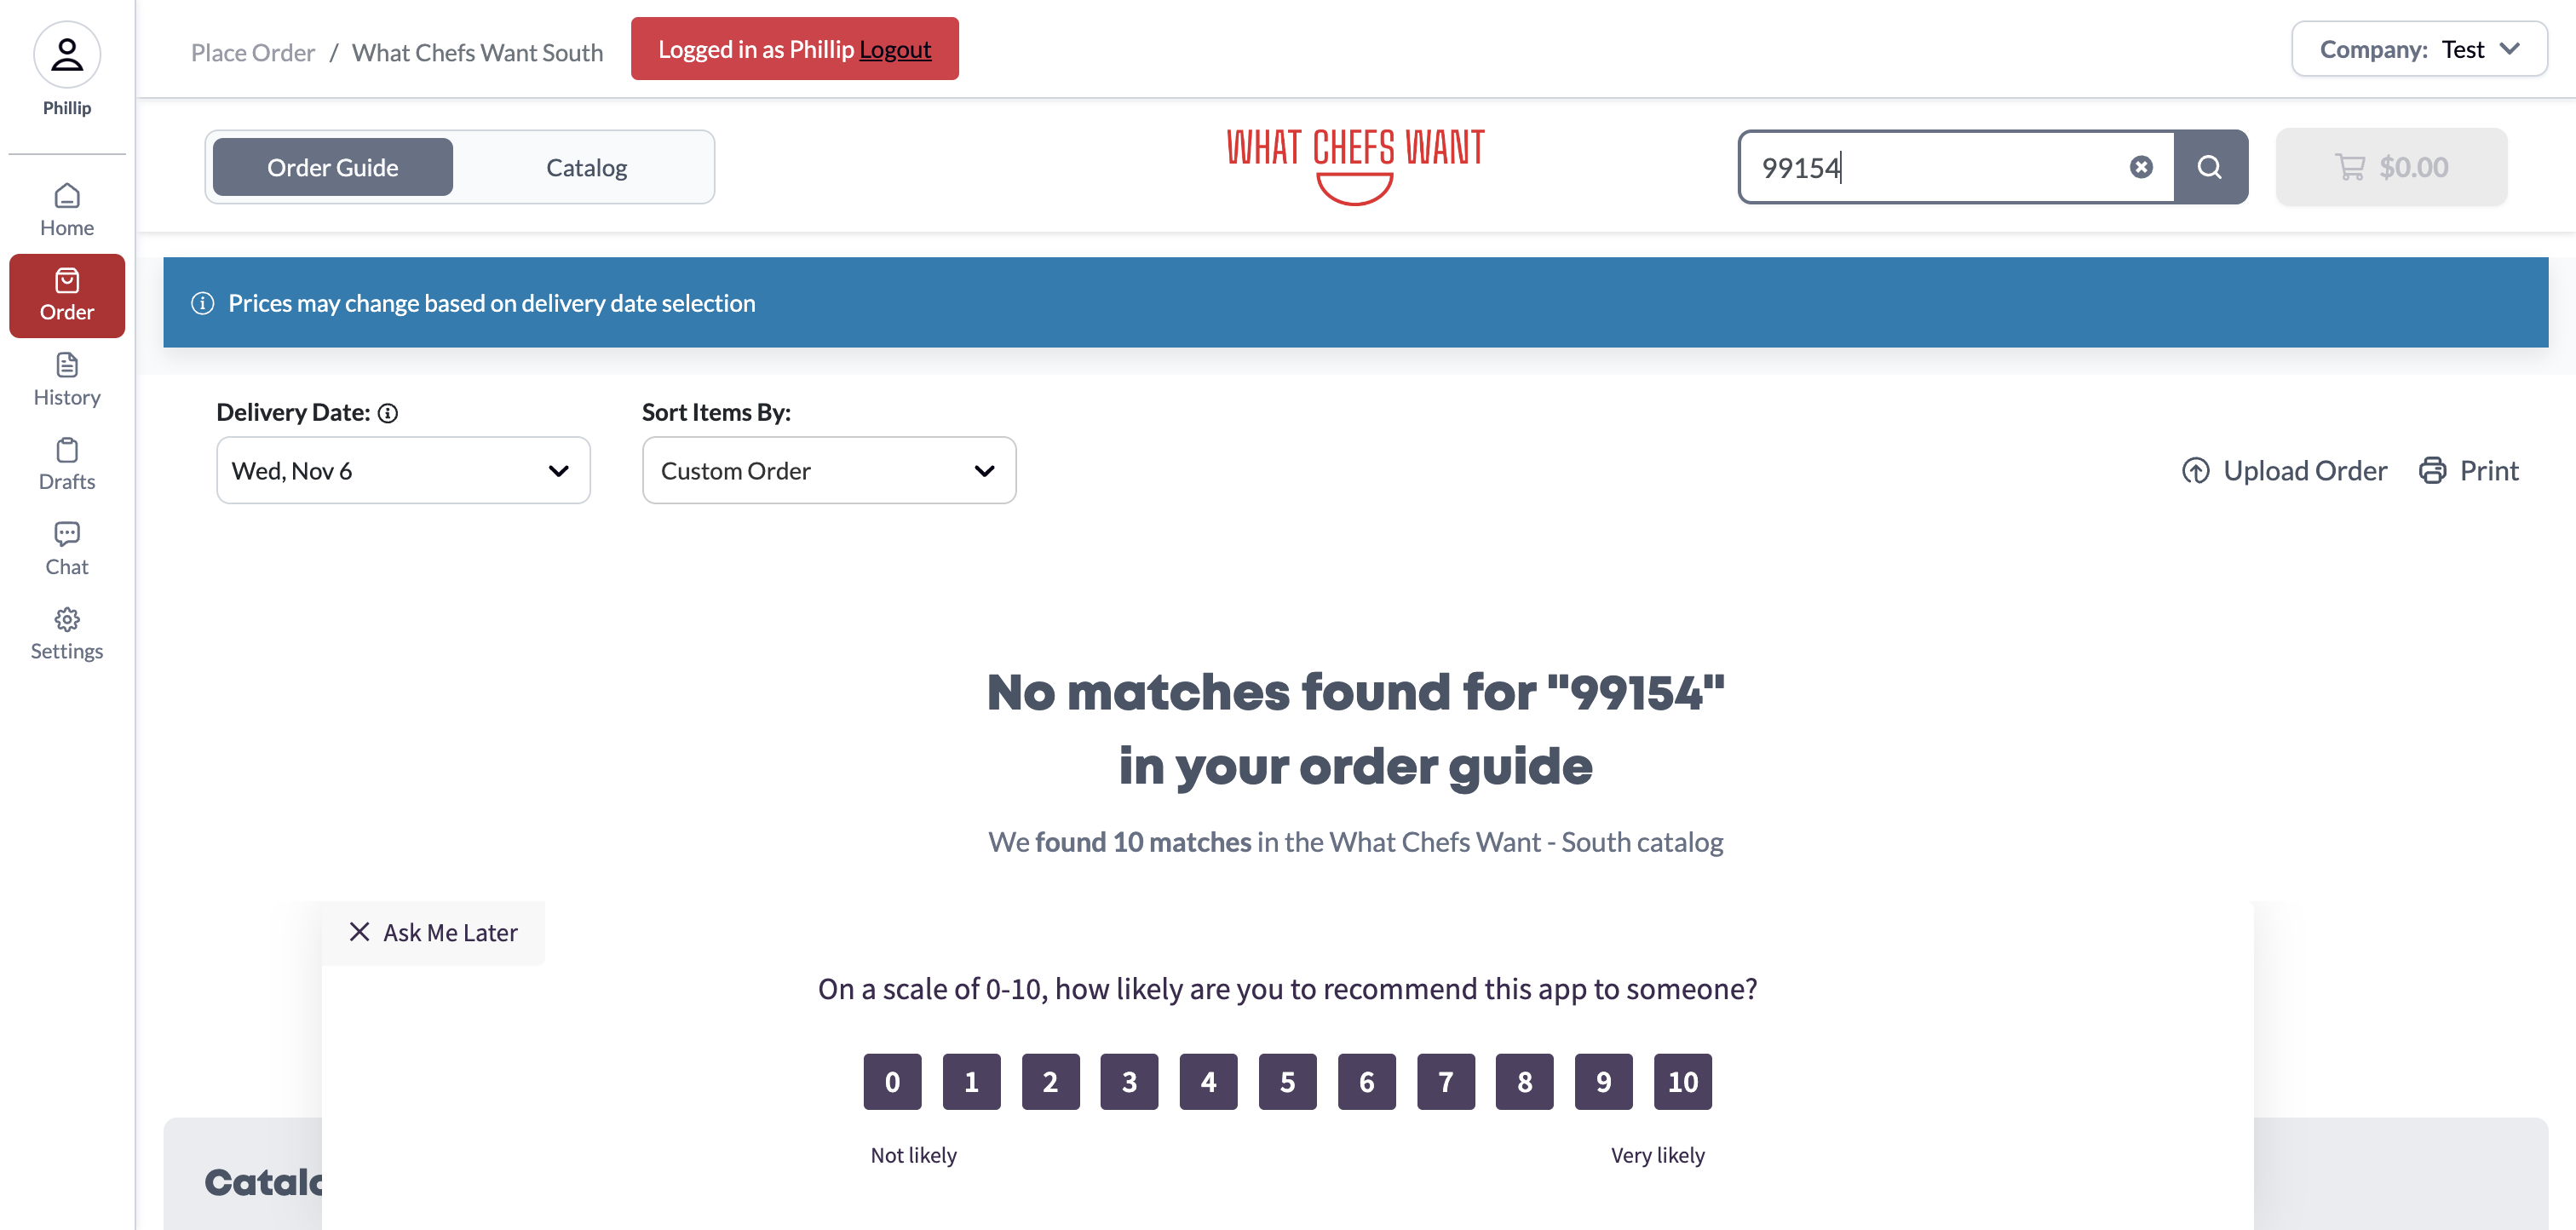 Phillip
Home
Order
History
Drafts
Chat
Settings
Place Order / What Chefs Want South
Logged in as Phillip Logout
Company: Test
Order Guide
Catalog
WHAT CHEFS WANT
99154
$0.00
Prices may change based on delivery date selection
Delivery Date:
Wed, Nov 6
Sort Items By:
Custom Order
Upload Order
Print
No matches found for "99154"
in your order guide
We found 10 matches in the What Chefs Want - South catalog
Ask Me Later
On a scale of 0-10, how likely are you to recommend this app to someone?
0 1 2 3 4 5 6 7 8 9 10
Not likely
Very likely